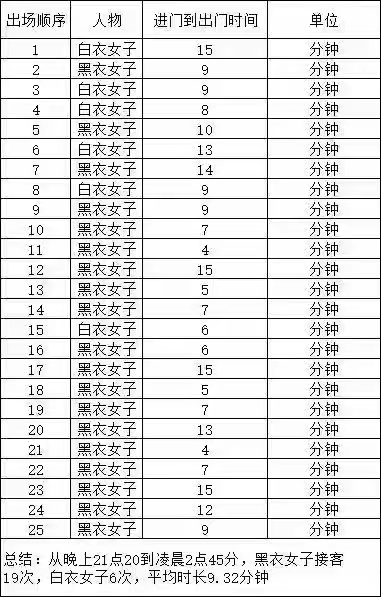 出场顺序 人物 进门到出门时间 单位
1 白衣女子 15 分钟
2 黑衣女子 9 分钟
3 白衣女子 9 分钟
4 白衣女子 8 分钟
5 黑衣女子 10 分钟
6 白衣女子 13 分钟
7 黑衣女子 14 分钟
8 白衣女子 9 分钟
9 黑衣女子 9 分钟
10 黑衣女子 7 分钟
11 黑衣女子 4 分钟
12 黑衣女子 15 分钟
13 黑衣女子 5 分钟
14 黑衣女子 7 分钟
15 白衣女子 6 分钟
16 黑衣女子 6 分钟
17 黑衣女子 15 分钟
18 黑衣女子 5 分钟
19 黑衣女子 7 分钟
20 黑衣女子 13 分钟
21 黑衣女子 4 分钟
22 黑衣女子 7 分钟
23 黑衣女子 15 分钟
24 黑衣女子 12 分钟
25 黑衣女子 9 分钟
总结：从晚上21点20到凌晨2点45分，黑衣女子接客
19次，白衣女子6次，平均时长9.32分钟